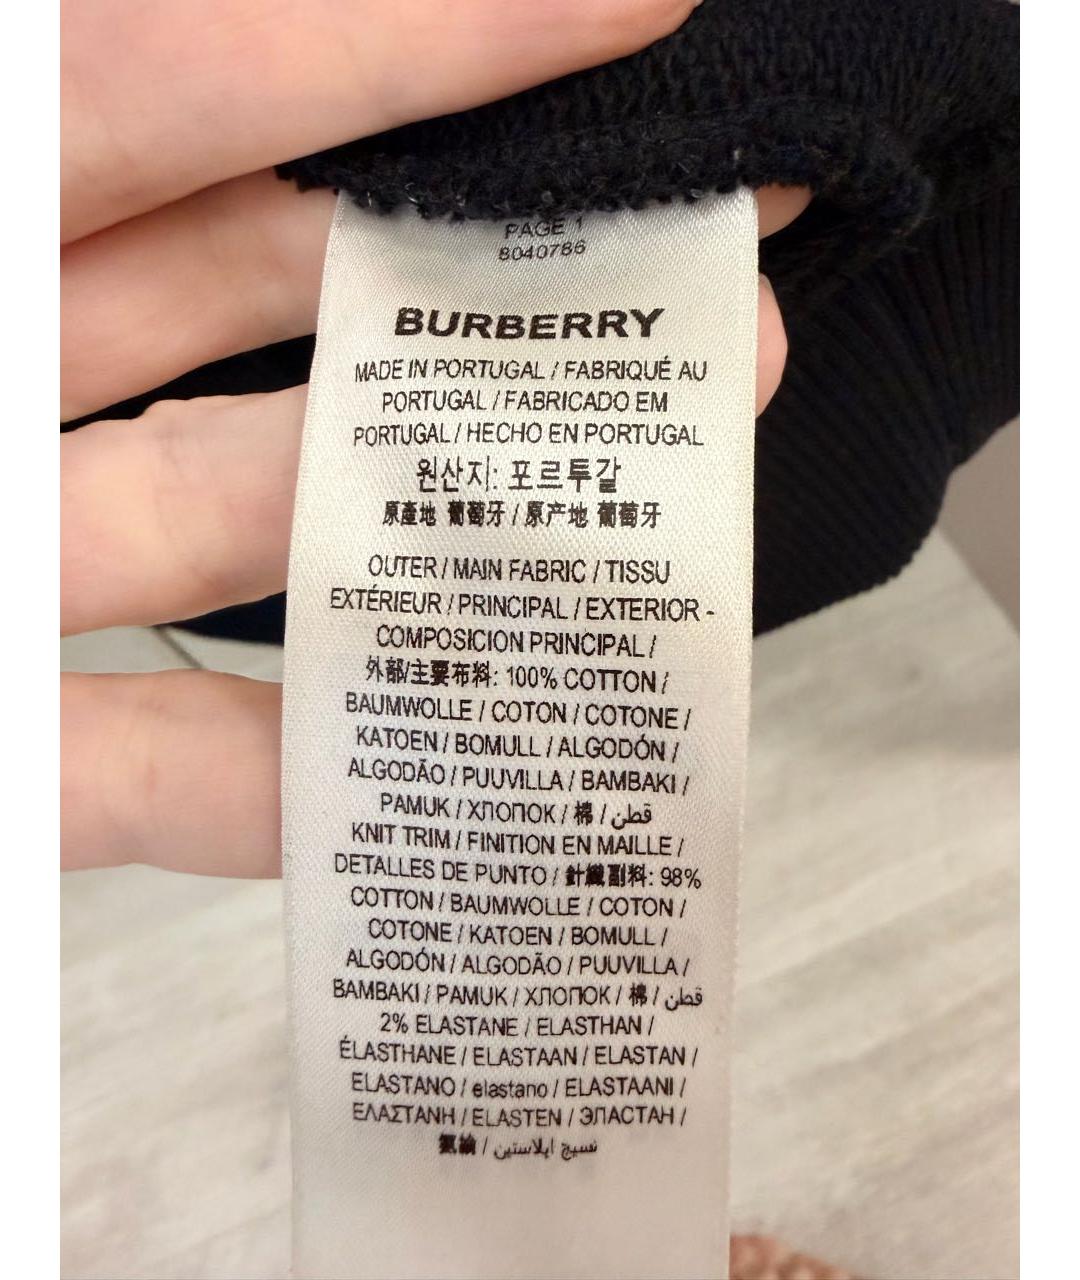 PAGE 1
8040786
BURBERRY
MADE IN PORTUGAL / FABRIQUÉ AU
PORTUGAL / FABRICADO EM
PORTUGAL / HECHO EN PORTUGAL
원산지: 포르투갈
原產地 葡萄牙 / 原产地 葡萄牙
OUTER / MAIN FABRIC / TISSU
EXTÉRIEUR / PRINCIPAL / EXTERIOR -
COMPOSICION PRINCIPAL /
外部/主要布料: 100% COTTON /
BAUMWOLLE / COTON / COTONE /
KATOEN / BOMULL / ALGODÓN /
ALGODÃO / PUUVILLA / BAMBAKI /
PAMUK / ХЛОПОК / 棉 / قطن
KNIT TRIM / FINITION EN MAILLE /
DETALLES DE PUNTO / 針織副料: 98%
COTTON / BAUMWOLLE / COTON /
COTONE / KATOEN / BOMULL /
ALGODÓN / ALGODÃO / PUUVILLA /
BAMBAKI / PAMUK / ХЛОПОК / 棉 / قطن
2% ELASTANE / ELASTHAN /
ÉLASTHANE / ELASTAAN / ELASTAN /
ELASTANO / elastano / ELASTAANI /
ΕΛΑΣΤΑΝΗ / ELASTEN / ЭЛАСТАН /
氨綸 / نسيج ايلاستين